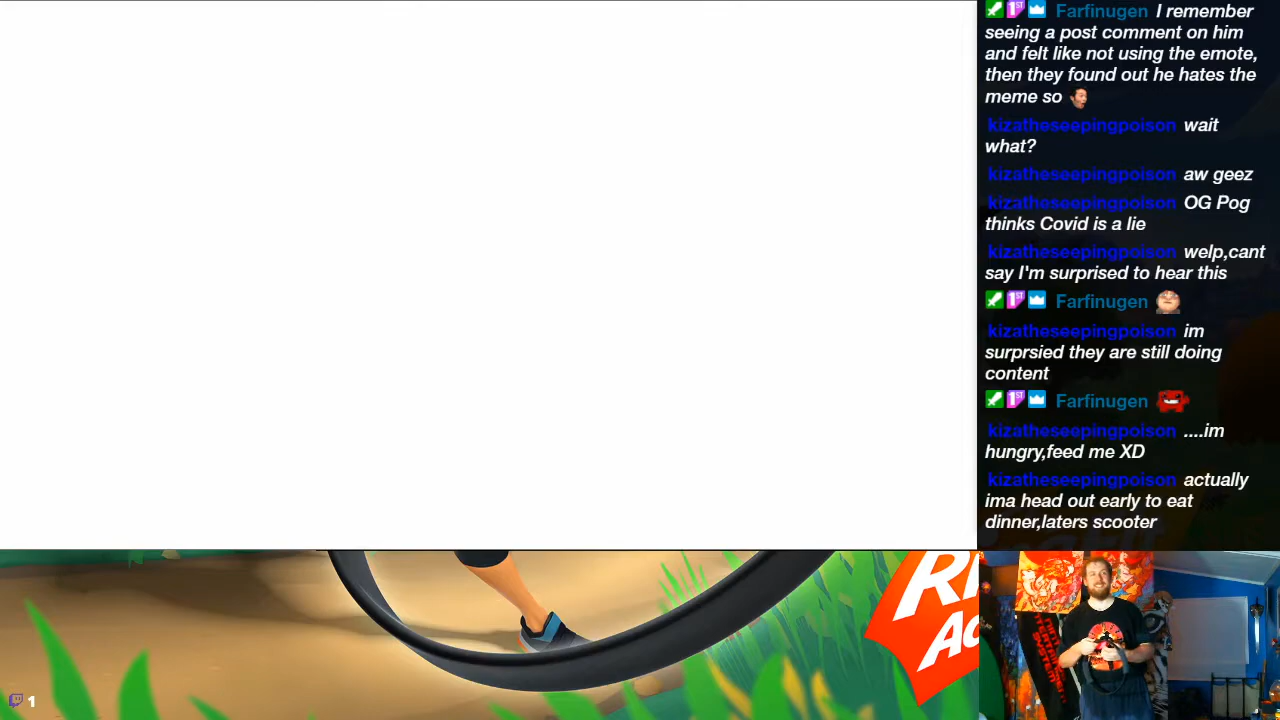 Farfinugen I remember
seeing a post comment on him
and felt like not using the emote,
then they found out he hates the
meme so
kizatheseepingpoison wait
what?
kizatheseepingpoison aw geez
kizatheseepingpoison OG Pog
thinks Covid is a lie
kizatheseepingpoison welp,cant
say I'm surprised to hear this
Farfinugen
kizatheseepingpoison im
surprsied they are still doing
content
Farfinugen
kizatheseepingpoison ....im
hungry,feed me XD
kizatheseepingpoison actually
ima head out early to eat
dinner,laters scooter
1